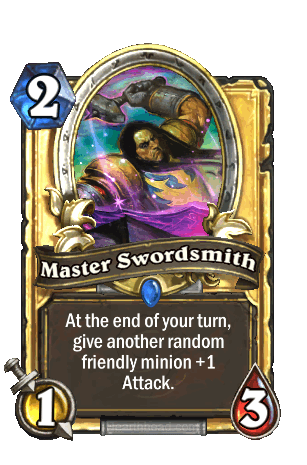 2
Master Swordsmith
At the end of your turn,
give another random
friendly minion +1
Attack.
1
3